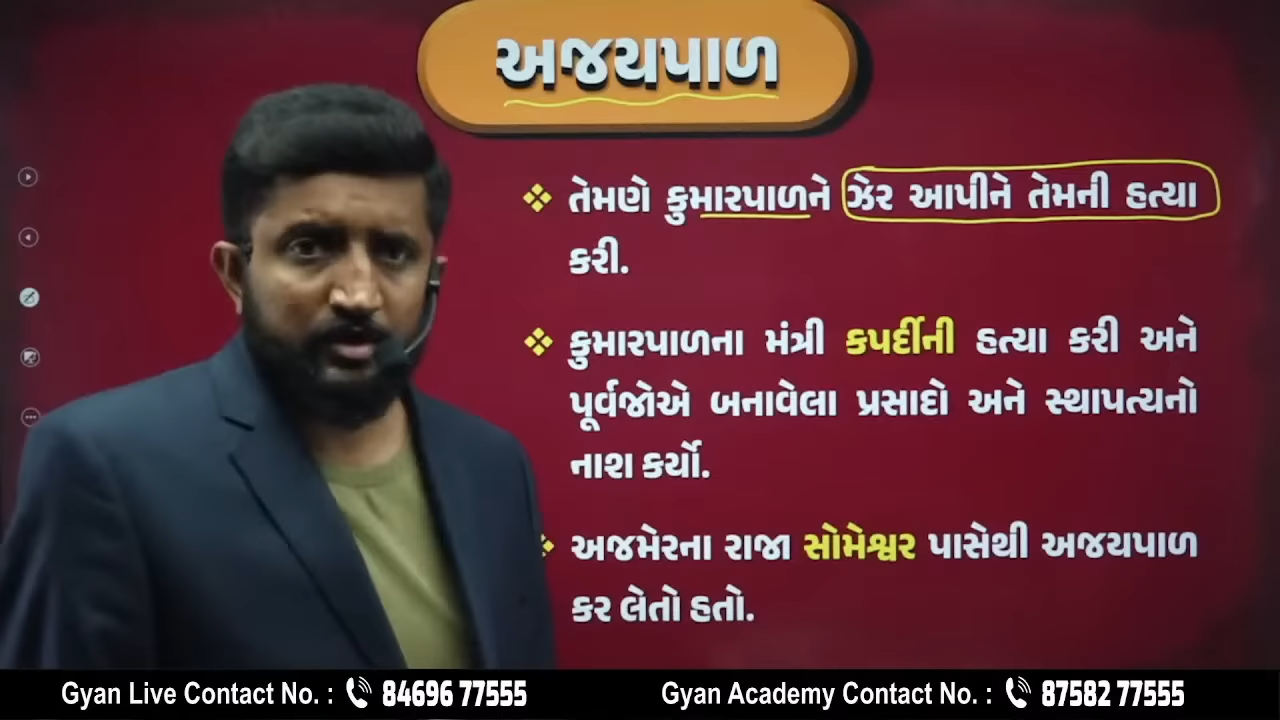 અજયપાળ
તેમણે કુમારપાળને ઝેર આપીને તેમની હત્યા
કરી.
કુમારપાળના મંત્રી કપર્દીની હત્યા કરી અને
પૂર્વજોએ બનાવેલા પ્રસાદો અને સ્થાપત્યનો
નાશ કર્યો.
અજમેરના રાજા સોમેશ્વર પાસેથી અજયપાળ
કર લેતો હતો.
Gyan Live Contact No. : 84696 77555
Gyan Academy Contact No. : 87582 77555